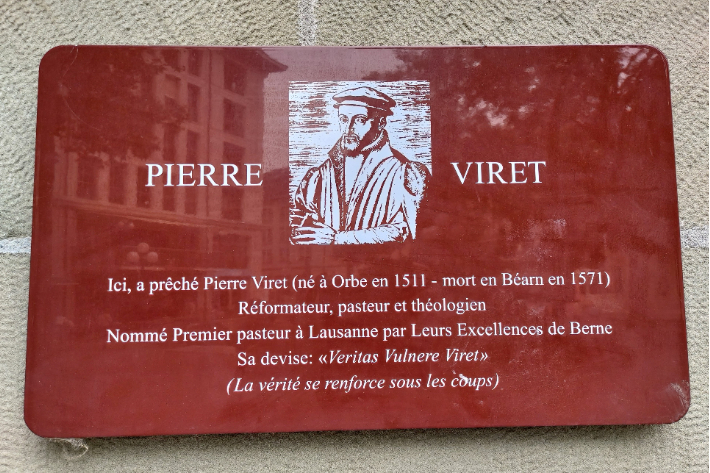 PIERRE VIRET
Ici, a prêché Pierre Viret (né à Orbe en 1511 - mort en Béarn en 1571)
Réformateur, pasteur et théologien
Nommé Premier pasteur à Lausanne par Leurs Excellences de Berne
Sa devise: «Veritas Vulnere Viret»
(La vérité se renforce sous les coups)